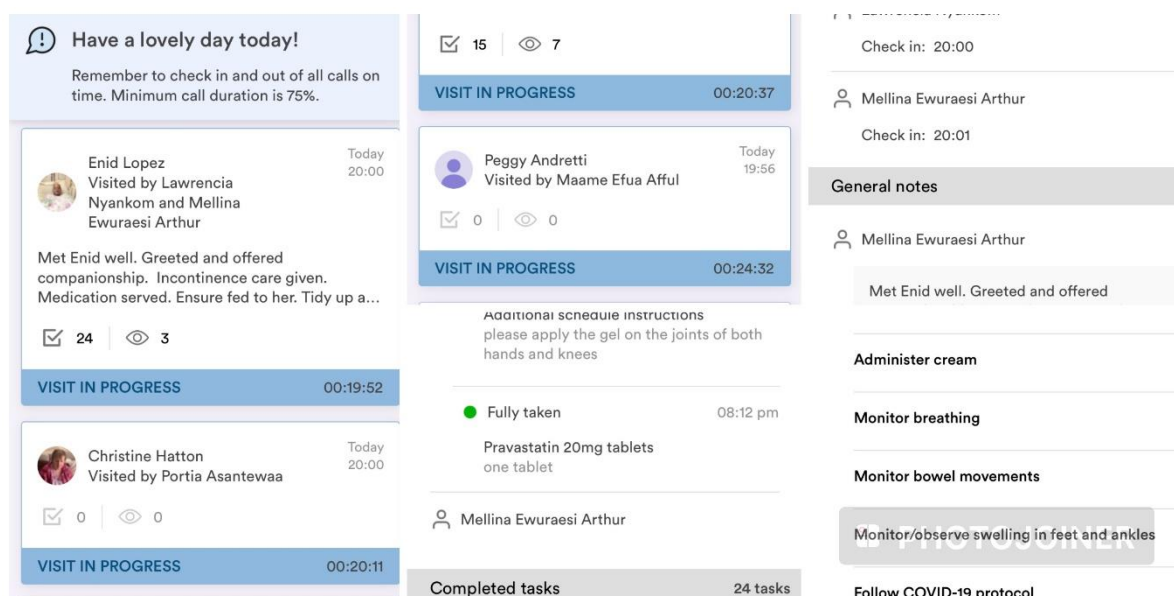 Have a lovely day today!
Remember to check in and out of all calls on
time. Minimum call duration is 75%.
Enid Lopez
Visited by Lawrencia
Nyankom and Mellina
Ewuraesi Arthur
Today
20:00
Met Enid well. Greeted and offered
companionship. Incontinence care given.
Medication served. Ensure fed to her. Tidy up a...
24 3
VISIT IN PROGRESS 00:19:52
Christine Hatton
Visited by Portia Asantewaa
Today
20:00
0 0
VISIT IN PROGRESS 00:20:11
15 7
VISIT IN PROGRESS 00:20:37
Peggy Andretti
Visited by Maame Efua Afful
Today
19:56
0 0
VISIT IN PROGRESS 00:24:32
Additional schedule instructions
please apply the gel on the joints of both
hands and knees
Fully taken 08:12 pm
Pravastatin 20mg tablets
one tablet
Mellina Ewuraesi Arthur
Completed tasks 24 tasks
Lawrencia Nyankom
Check in: 20:00
Mellina Ewuraesi Arthur
Check in: 20:01
General notes
Mellina Ewuraesi Arthur
Met Enid well. Greeted and offered
Administer cream
Monitor breathing
Monitor bowel movements
Monitor/observe swelling in feet and ankles
PHOTOJOINER
Follow COVID-19 protocol